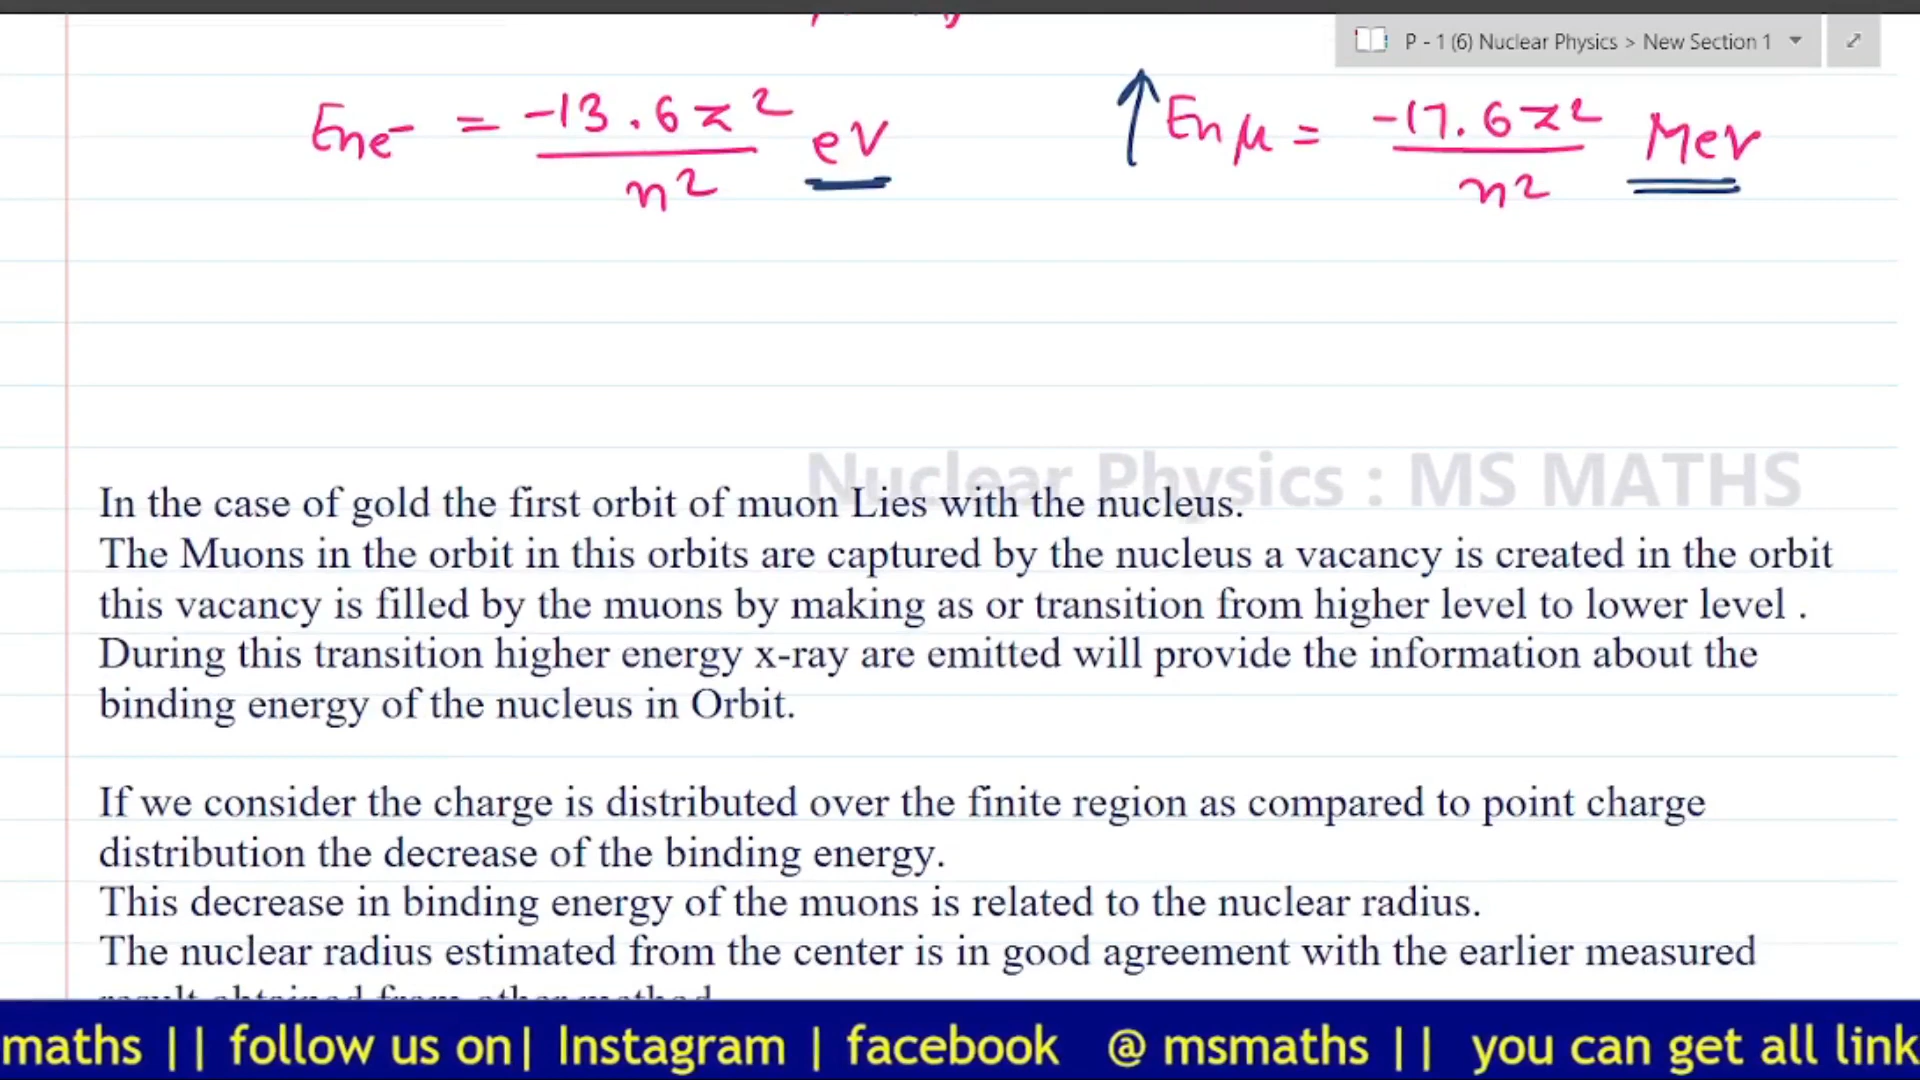 P - 1 (6) Nuclear Physics > New Section 1
Ene- = -13.6z²/n² eV
Enμ = -17.6z²/n² Mev
Nuclear Physics : MS MATHS
In the case of gold the first orbit of muon Lies with the nucleus.
The Muons in the orbit in this orbits are captured by the nucleus a vacancy is created in the orbit
this vacancy is filled by the muons by making as or transition from higher level to lower level .
During this transition higher energy x-ray are emitted will provide the information about the
binding energy of the nucleus in Orbit.
If we consider the charge is distributed over the finite region as compared to point charge
distribution the decrease of the binding energy.
This decrease in binding energy of the muons is related to the nuclear radius.
The nuclear radius estimated from the center is in good agreement with the earlier measured
result obtained from other method
maths || follow us on| Instagram | facebook @ msmaths || you can get all link